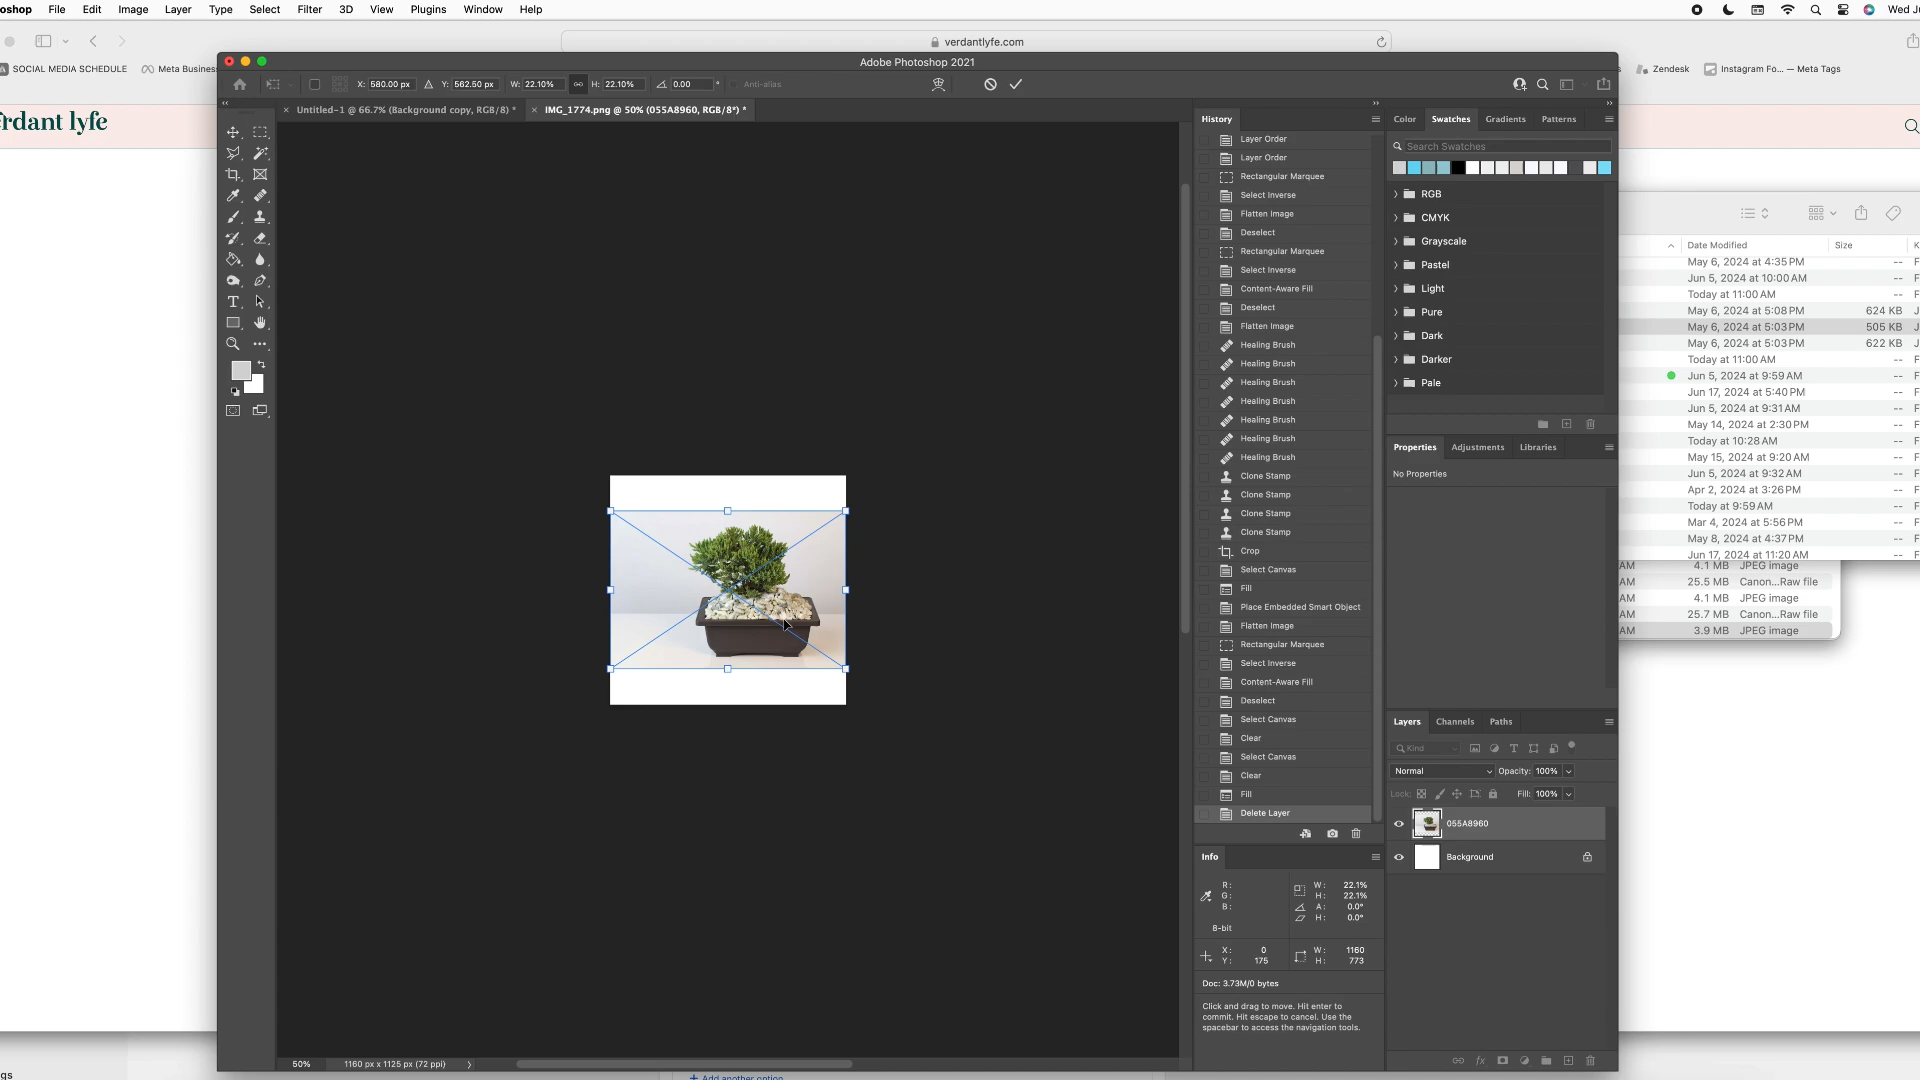 oshop File Edit Image Layer Type Select Filter 3D View Plugins Window Help Wed Ju
verdantlyfe.com
SOCIAL MEDIA SCHEDULE Meta Business s Zendesk Instagram Fo... — Meta Tags
Adobe Photoshop 2021
X: 580.00 px Y: 562.50 px W: 22.10% H: 22.10% 0.00 ° Anti-alias
Untitled-1 @ 66.7% (Background copy, RGB/8) * IMG_1774.png @ 50% (055A8960, RGB/8*) *
rdant lyfe
History
Layer Order
Layer Order
Rectangular Marquee
Select Inverse
Flatten Image
Deselect
Rectangular Marquee
Select Inverse
Content-Aware Fill
Deselect
Flatten Image
Healing Brush
Healing Brush
Healing Brush
Healing Brush
Healing Brush
Healing Brush
Healing Brush
Clone Stamp
Clone Stamp
Clone Stamp
Clone Stamp
Crop
Select Canvas
Fill
Place Embedded Smart Object
Flatten Image
Rectangular Marquee
Select Inverse
Content-Aware Fill
Deselect
Select Canvas
Clear
Select Canvas
Clear
Fill
Delete Layer
Info
R:
G:
B:
8-bit
W: 22.1%
H: 22.1%
A: 0.0°
H: 0.0°
X: 0
Y: 175
W: 1160
H: 773
Doc: 3.73M/0 bytes
Click and drag to move. Hit enter to
commit. Hit escape to cancel. Use the
spacebar to access the navigation tools.
Color Swatches Gradients Patterns
Search Swatches
RGB
CMYK
Grayscale
Pastel
Light
Pure
Dark
Darker
Pale
Properties Adjustments Libraries
No Properties
Layers Channels Paths
Kind
Normal Opacity: 100%
Lock: Fill: 100%
055A8960
Background
Date Modified Size K
May 6, 2024 at 4:35 PM -- F
Jun 5, 2024 at 10:00 AM -- F
Today at 11:00 AM -- F
May 6, 2024 at 5:08 PM 624 KB J
May 6, 2024 at 5:03 PM 505 KB J
May 6, 2024 at 5:03 PM 622 KB J
Today at 11:00 AM -- F
Jun 5, 2024 at 9:59 AM -- F
Jun 17, 2024 at 5:40 PM -- F
Jun 5, 2024 at 9:31 AM -- F
May 14, 2024 at 2:30 PM -- F
Today at 10:28 AM -- F
May 15, 2024 at 9:20 AM -- F
Jun 5, 2024 at 9:32 AM -- F
Apr 2, 2024 at 3:26 PM -- F
Today at 9:59 AM -- F
Mar 4, 2024 at 5:56 PM -- F
May 8, 2024 at 4:37 PM -- F
Jun 17, 2024 at 11:20 AM -- F
AM 4.1 MB JPEG image
AM 25.5 MB Canon...Raw file
AM 4.1 MB JPEG image
AM 25.7 MB Canon...Raw file
AM 3.9 MB JPEG image
50% 1160 px x 1125 px (72 ppi)
gs
+ Add another option